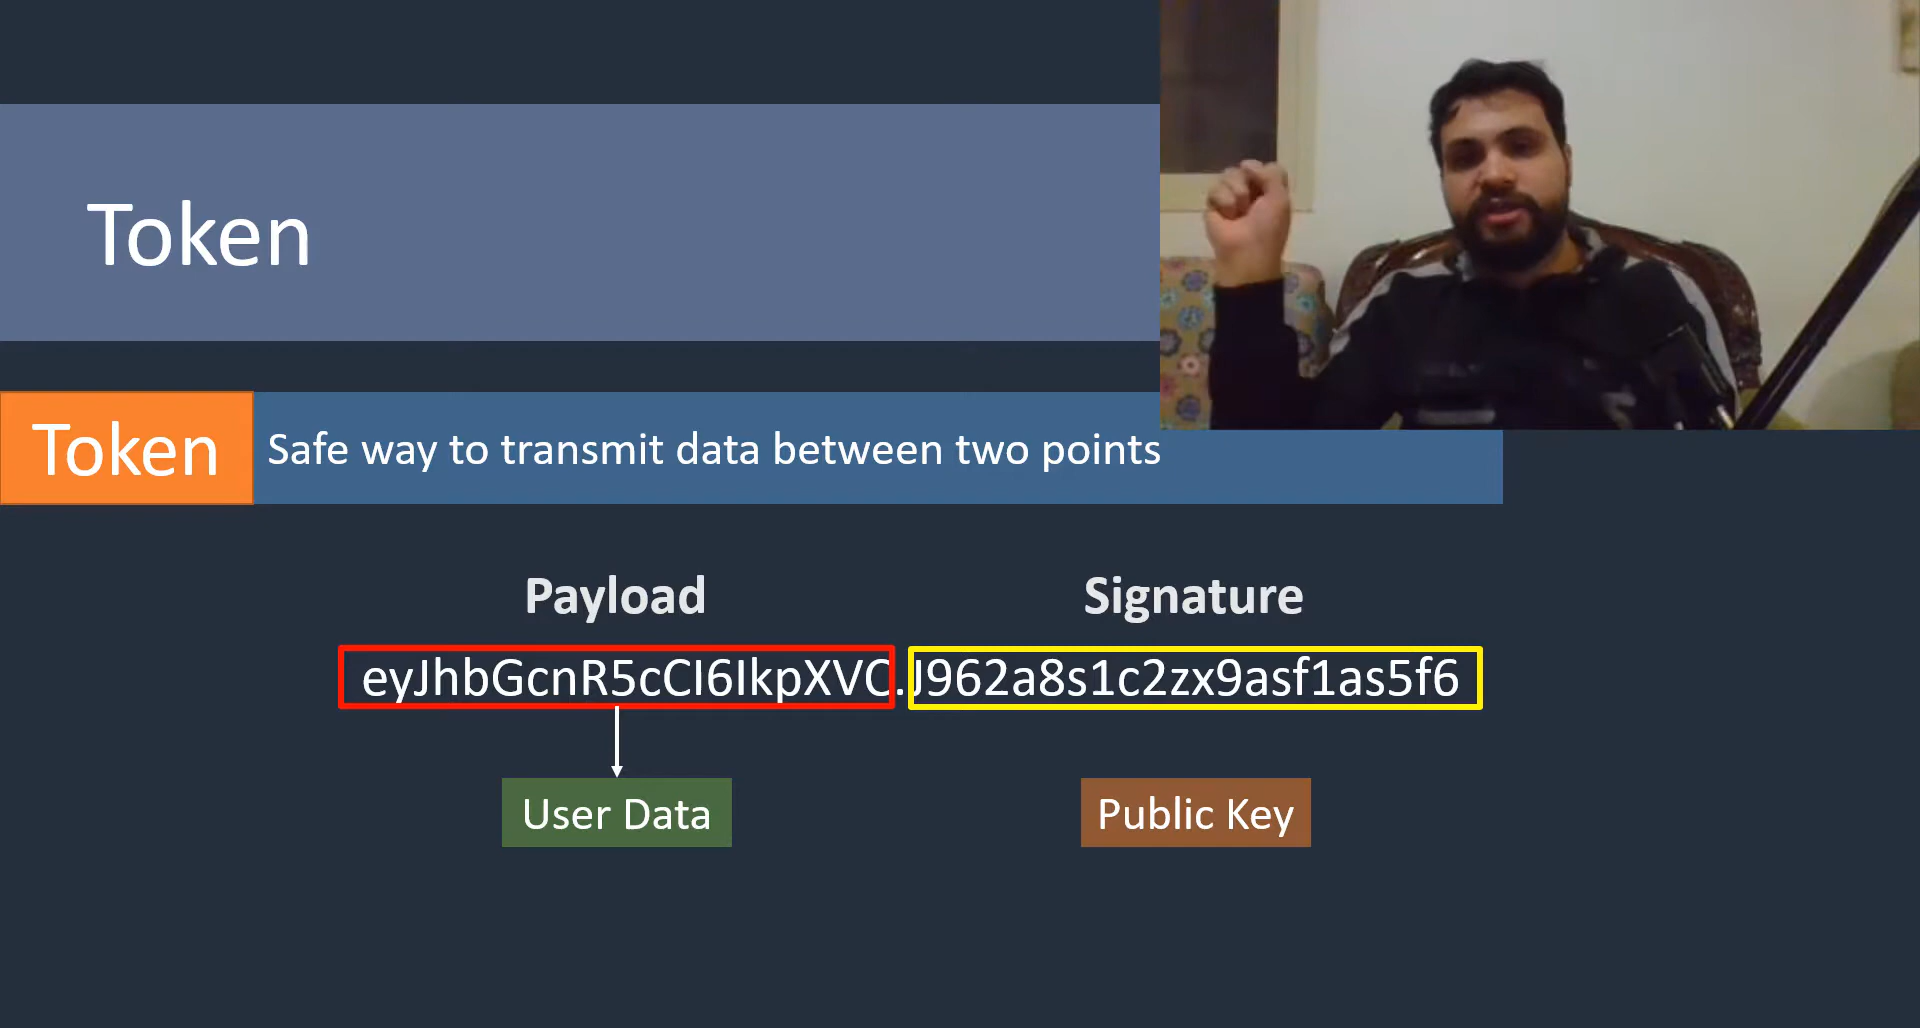 Token
Token
Safe way to transmit data between two points
Payload
Signature
eyJhbGcnR5cCI6IkpXVC.J962a8s1c2zx9asf1as5f6
User Data
Public Key